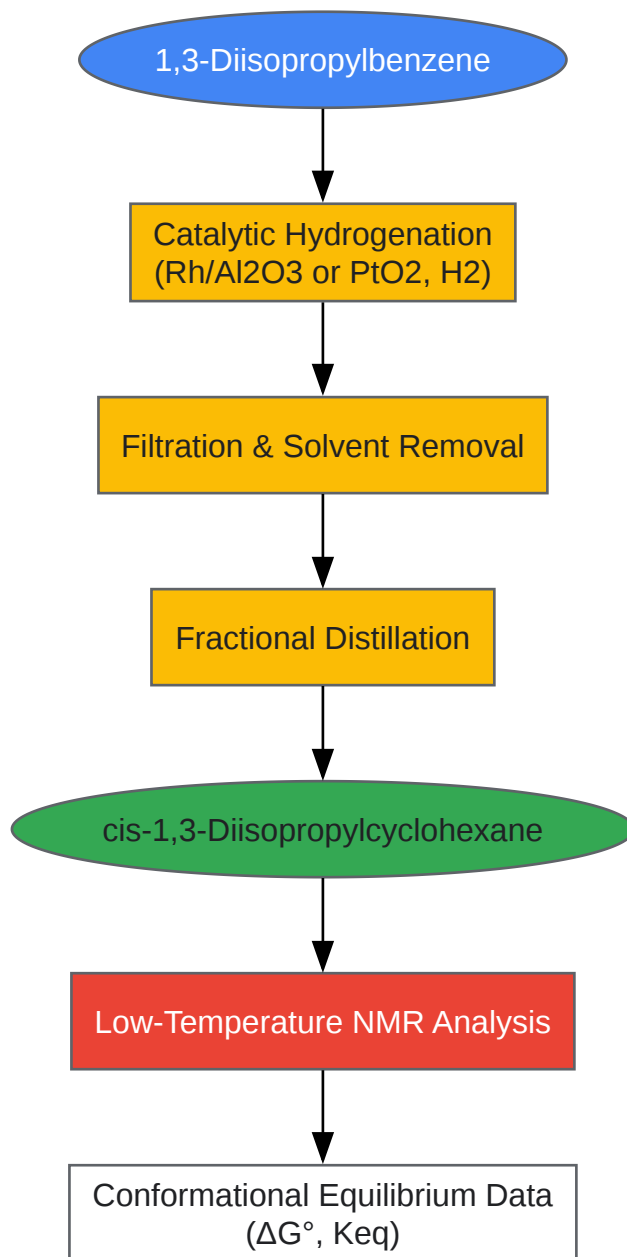 1,3-Diisopropylbenzene
Catalytic Hydrogenation
(Rh/Al2O3 or PtO2, H2)
Filtration & Solvent Removal
Fractional Distillation
cis-1,3-Diisopropylcyclohexane
Low-Temperature NMR Analysis
Conformational Equilibrium Data
(ΔG°, Keq)